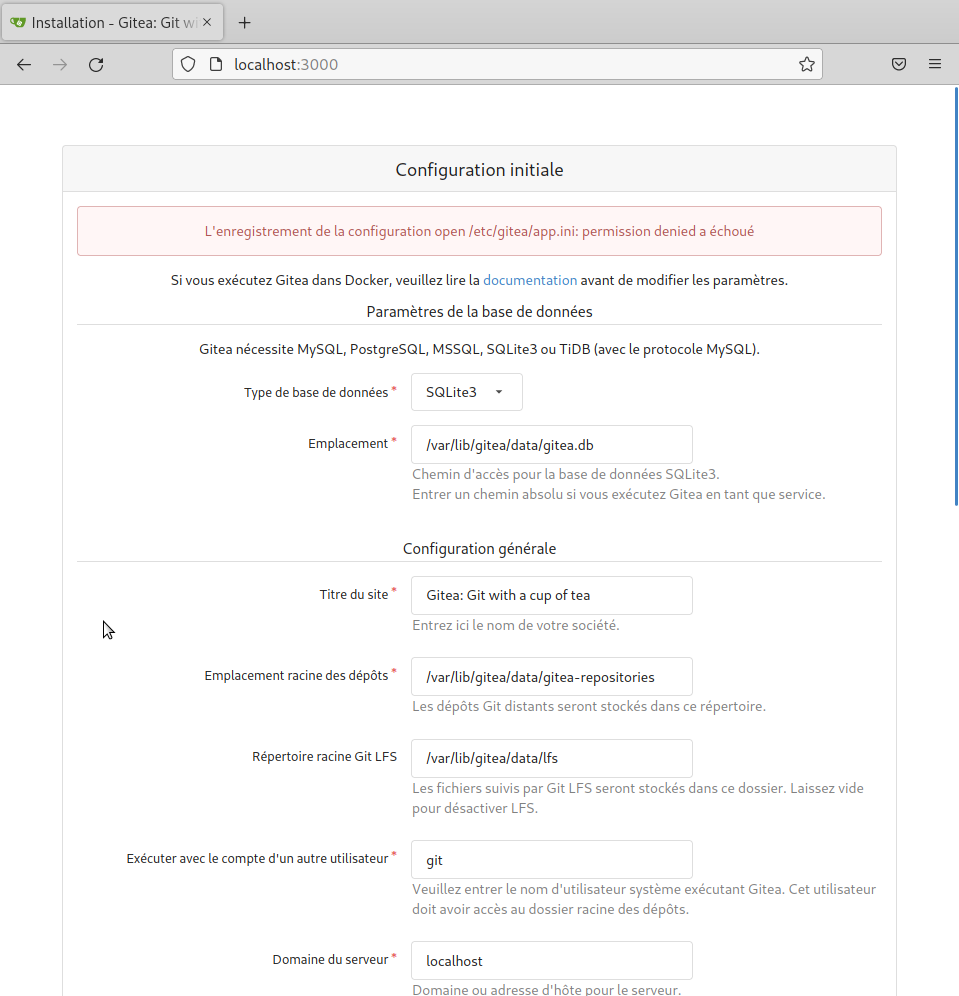 Installation - Gitea: Git wi
localhost:3000
Configuration initiale
L'enregistrement de la configuration open /etc/gitea/app.ini: permission denied a échoué
Si vous exécutez Gitea dans Docker, veuillez lire la documentation avant de modifier les paramètres.
Paramètres de la base de données
Gitea nécessite MySQL, PostgreSQL, MSSQL, SQLite3 ou TiDB (avec le protocole MySQL).
Type de base de données * SQLite3
Emplacement * /var/lib/gitea/data/gitea.db
Chemin d'accès pour la base de données SQLite3.
Entrer un chemin absolu si vous exécutez Gitea en tant que service.
Configuration générale
Titre du site * Gitea: Git with a cup of tea
Entrez ici le nom de votre société.
Emplacement racine des dépôts * /var/lib/gitea/data/gitea-repositories
Les dépôts Git distants seront stockés dans ce répertoire.
Répertoire racine Git LFS /var/lib/gitea/data/lfs
Les fichiers suivis par Git LFS seront stockés dans ce dossier. Laissez vide
pour désactiver LFS.
Exécuter avec le compte d'un autre utilisateur * git
Veuillez entrer le nom d'utilisateur système exécutant Gitea. Cet utilisateur
doit avoir accès au dossier racine des dépôts.
Domaine du serveur * localhost
Domaine ou adresse d'hôte pour le serveur.